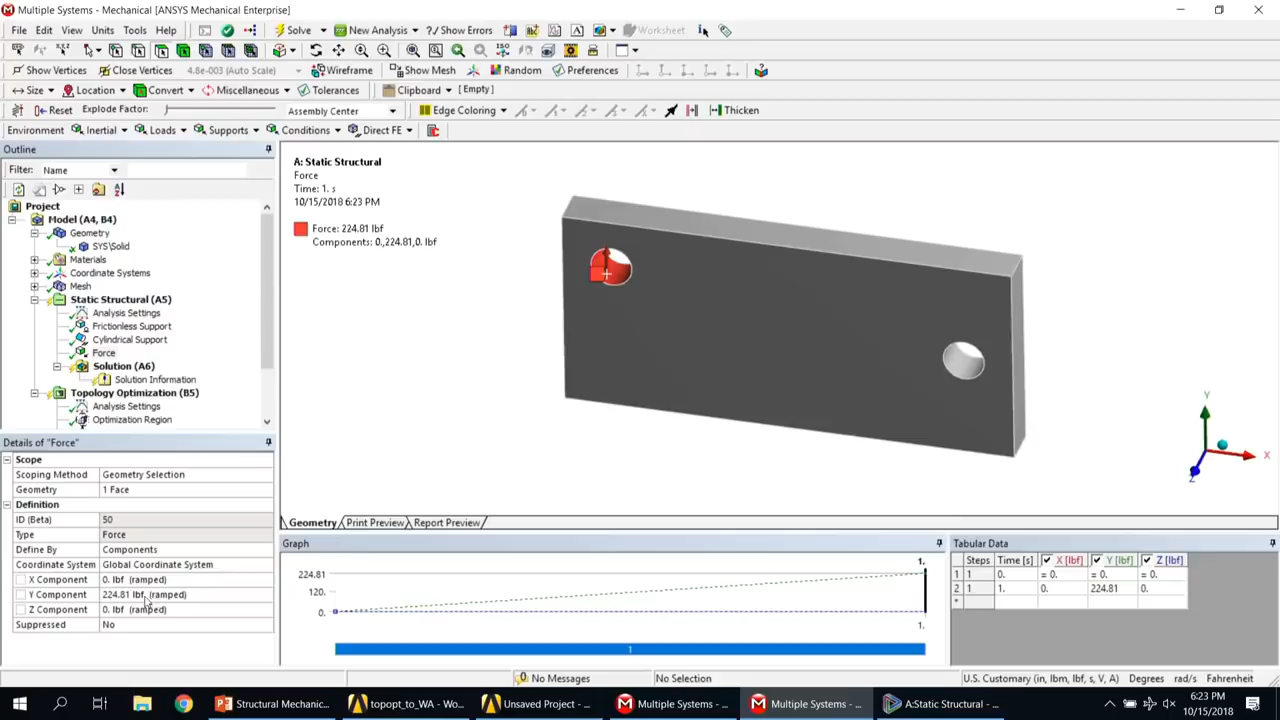 Multiple Systems - Mechanical [ANSYS Mechanical Enterprise]
File Edit View Units Tools Help Solve New Analysis Show Errors Worksheet
Show Vertices Close Vertices 4.8e-003 (Auto Scale) Wireframe Show Mesh Random Preferences
Size Location Convert Miscellaneous Tolerances Clipboard [Empty]
Reset Explode Factor: Assembly Center Edge Coloring Thicken
Environment Inertial Loads Supports Conditions Direct FE
Outline
Filter: Name
Project
Model (A4, B4)
Geometry
SYS\Solid
Materials
Coordinate Systems
Mesh
Static Structural (A5)
Analysis Settings
Frictionless Support
Cylindrical Support
Force
Solution (A6)
Solution Information
Topology Optimization (B5)
Analysis Settings
Optimization Region
A: Static Structural
Force
Time: 1. s
10/15/2018 6:23 PM
Force: 224.81 lbf
Components: 0.,224.81,0. lbf
Y
X
Z
Details of "Force"
Scope
Scoping Method Geometry Selection
Geometry 1 Face
Definition
ID (Beta) 50
Type Force
Define By Components
Coordinate System Global Coordinate System
X Component 0. lbf (ramped)
Y Component 224.81 lbf (ramped)
Z Component 0. lbf (ramped)
Suppressed No
Geometry Print Preview Report Preview
Graph
1.
224.81
120.
0.
1.
1
Tabular Data
Steps Time [s] X [lbf] Y [lbf] Z [lbf]
1 1 0. = 0. = 0. = 0.
2 1 1. 0. 224.81 0.
*
0 No Messages No Selection U.S. Customary (in, lbm, lbf, s, V, A) Degrees rad/s Fahrenheit
Structural Mechanic... topopt_to_WA - Wo... Unsaved Project - ... Multiple Systems - ... Multiple Systems - ... A:Static Structural - ... 6:23 PM
10/15/2018